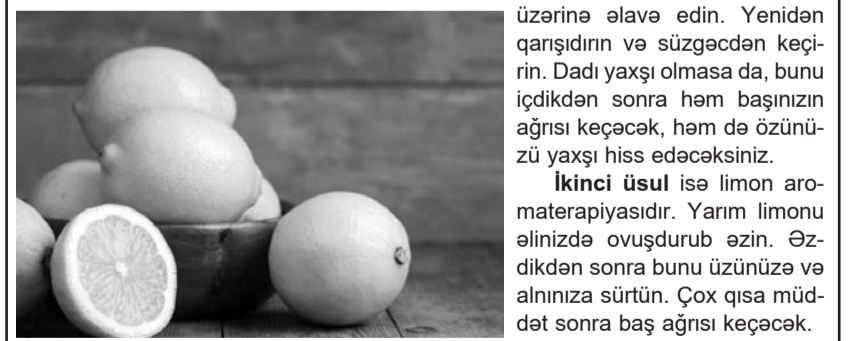 üzərinə əlavə edin. Yenidən
qarışıdırın və süzgəcdən keçi-
rin. Dadı yaxşı olmasa da, bunu
içdikdən sonra həm başınızın
ağrısı keçəcək, həm də özünü-
zü yaxşı hiss edəcəksiniz.
İkinci üsul isə limon aro-
materapiyasıdır. Yarım limonu
əlinizdə ovuşdurub əzin. Əz-
dikdən sonra bunu üzünüzə və
alnınıza sürtün. Çox qısa müd-
dət sonra baş ağrısı keçəcək.